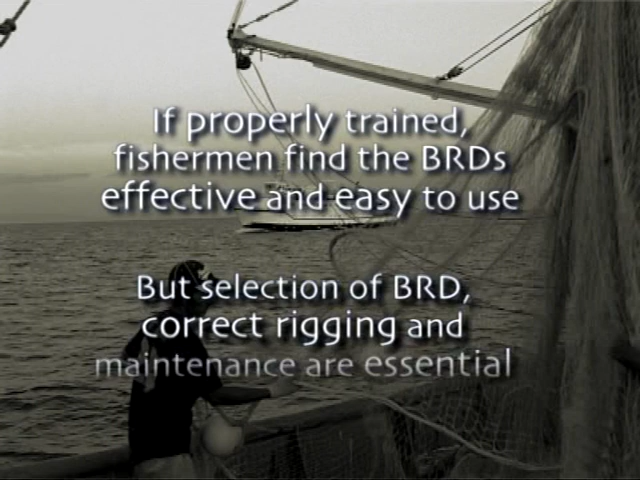 If properly trained,
fishermen find the BRDs
effective and easy to use
But selection of BRD,
correct rigging and
maintenance are essential